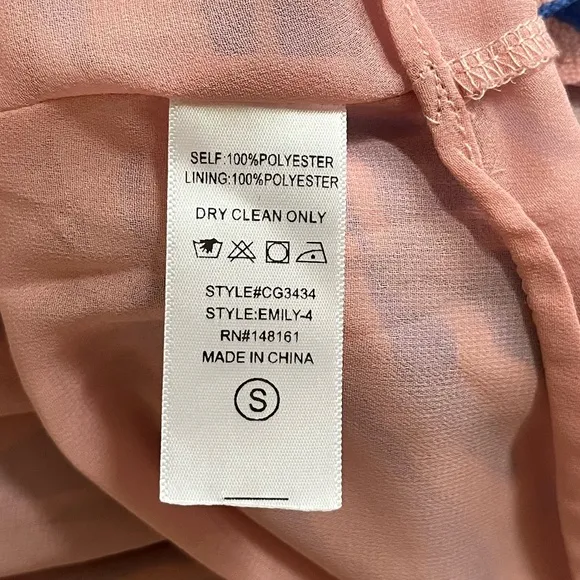 SELF:100%POLYESTER
LINING:100%POLYESTER
DRY CLEAN ONLY
STYLE#CG3434
STYLE:EMILY-4
RN#148161
MADE IN CHINA
S